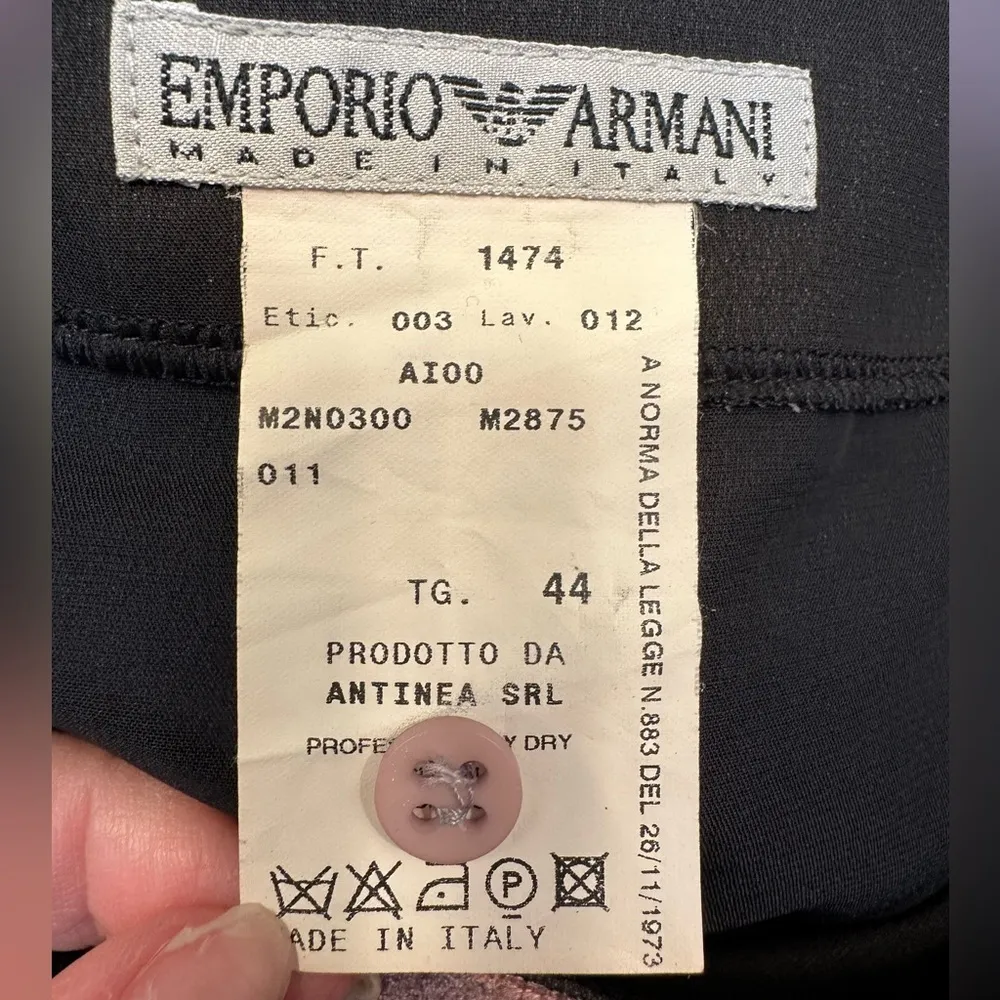 EMPORIO ARMANI
MADE IN ITALY
F.T. 1474
Etic. 003 Lav. 012
AI00
M2N0300 M2875
011
TG. 44
PRODOTTO DA
ANTINEA SRL
DRY
P
ADE IN ITALY
A NORMA DELLA LEGGE N.883 DEL 26/11/1973